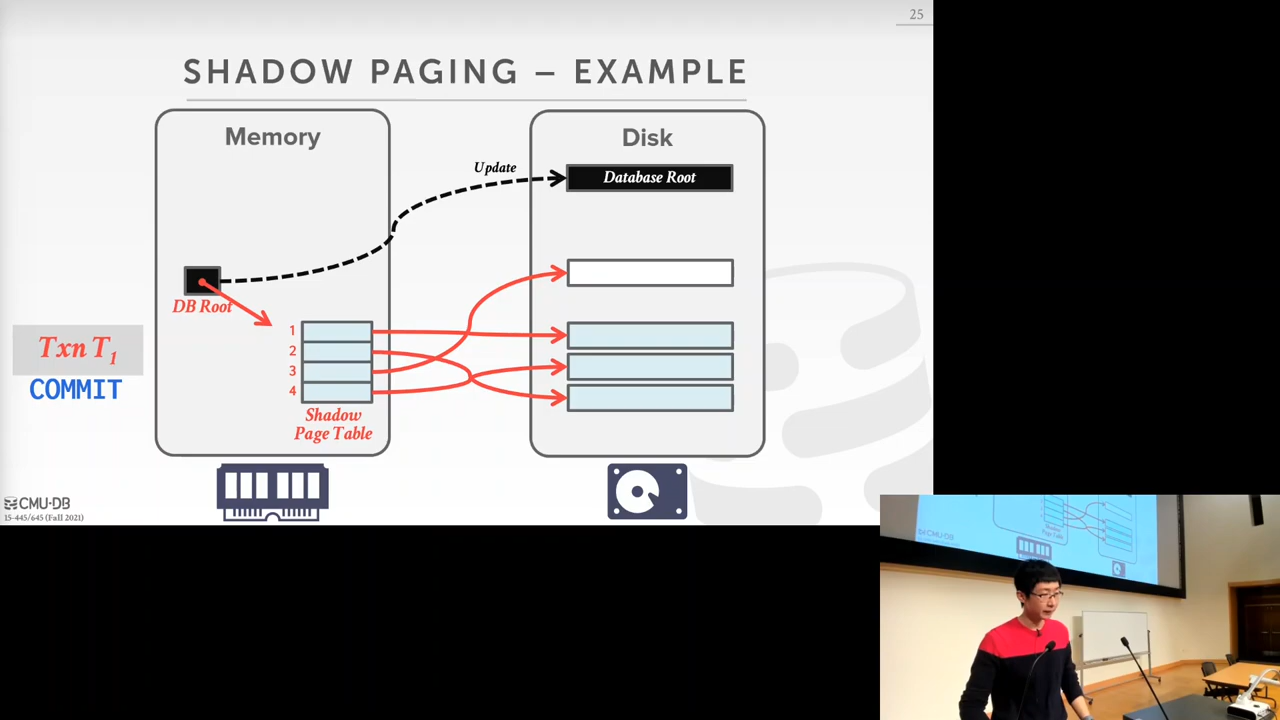 25
SHADOW PAGING – EXAMPLE
Memory
Disk
Update
Database Root
DB Root
1
2
3
4
Txn T1
COMMIT
Shadow
Page Table
CMU·DB
15-445/645 (Fall 2021)